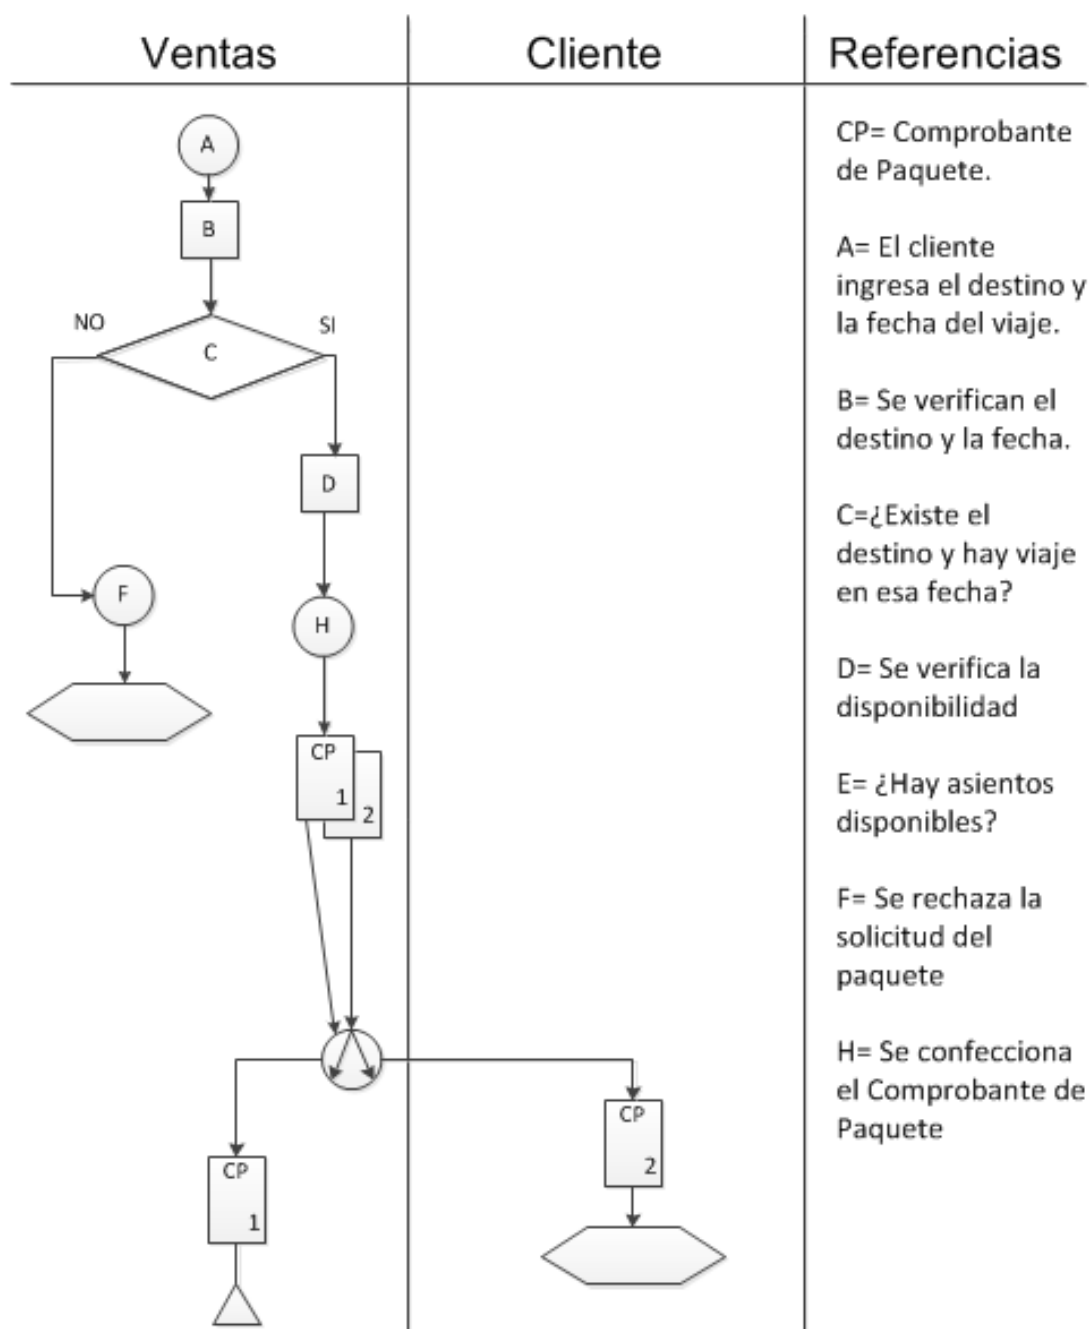 Ventas
Cliente
Referencias
A
B
NO
SI
C
D
F
H
CP
1
2
CP
1
CP
2
CP= Comprobante
de Paquete.
A= El cliente
ingresa el destino y
la fecha del viaje.
B= Se verifican el
destino y la fecha.
C=¿Existe el
destino y hay viaje
en esa fecha?
D= Se verifica la
disponibilidad
E= ¿Hay asientos
disponibles?
F= Se rechaza la
solicitud del
paquete
H= Se confecciona
el Comprobante de
Paquete